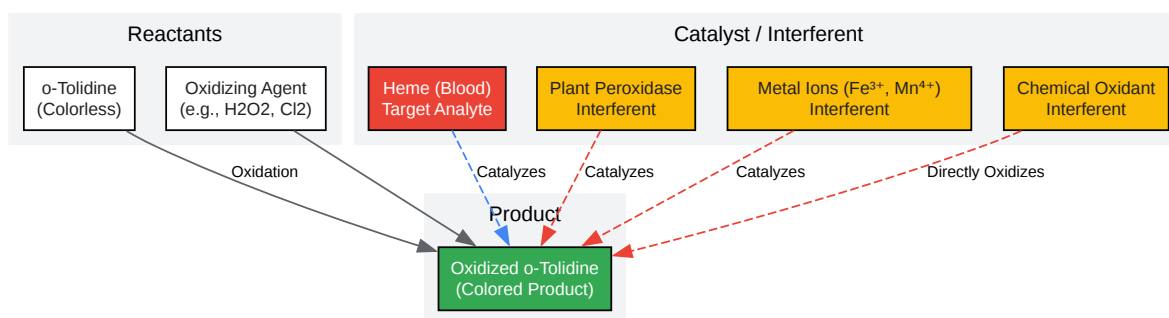 Reactants
Catalyst / Interferent
o-Tolidine
(Colorless)
Oxidizing Agent
(e.g., H2O2, Cl2)
Heme (Blood)
Target Analyte
Plant Peroxidase
Interferent
Metal Ions (Fe³⁺, Mn⁴⁺)
Interferent
Chemical Oxidant
Interferent
Oxidation
Catalyzes
Catalyzes
Catalyzes
Directly Oxidizes
Product
Oxidized o-Tolidine
(Colored Product)